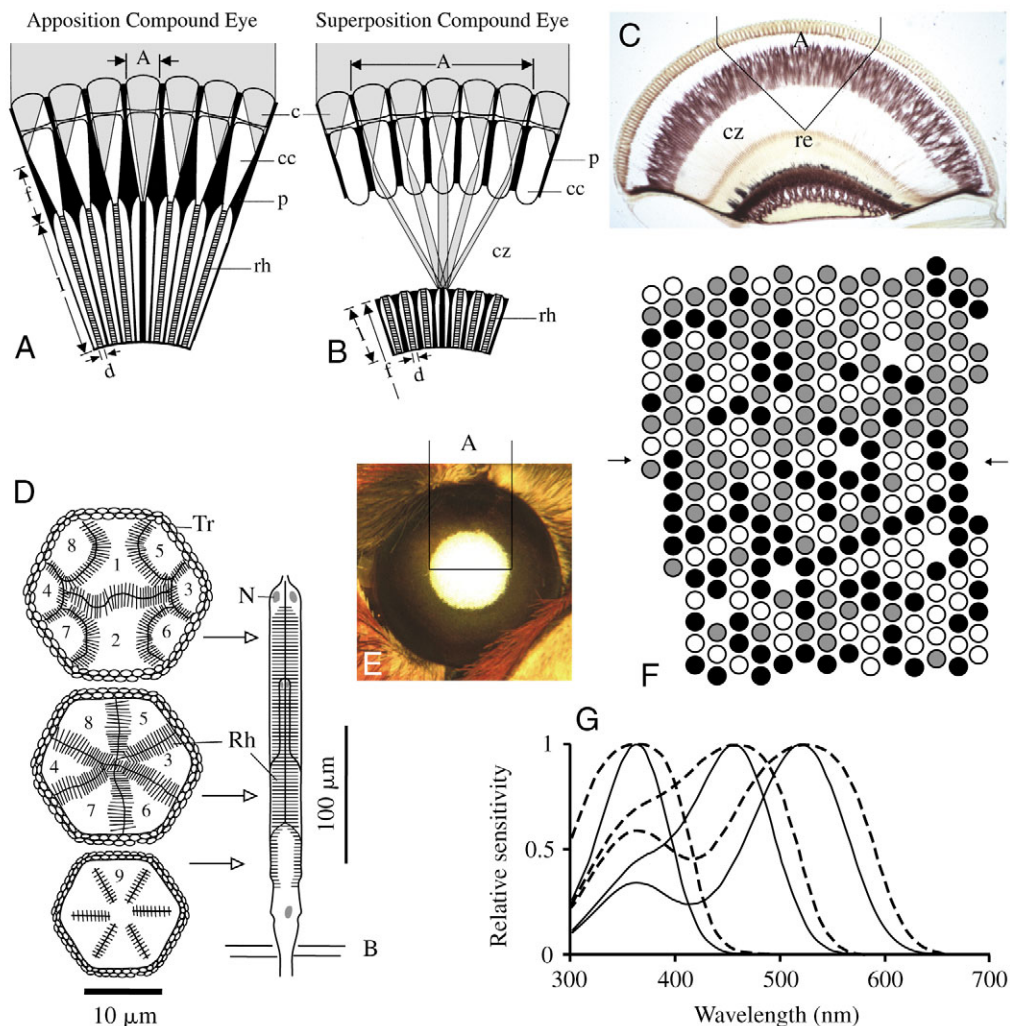 Apposition Compound Eye
A
c
cc
f
p
l
rh
A
d
Superposition Compound Eye
A
p
cc
cz
rh
l
f
d
B
C
A
cz
re
D
8
1
5
4
3
7
2
6
Tr
8
5
4
3
7
6
Rh
9
10 µm
N
100 µm
B
A
E
F
G
Relative sensitivity
1
0.5
0
300
400
500
600
700
Wavelength (nm)